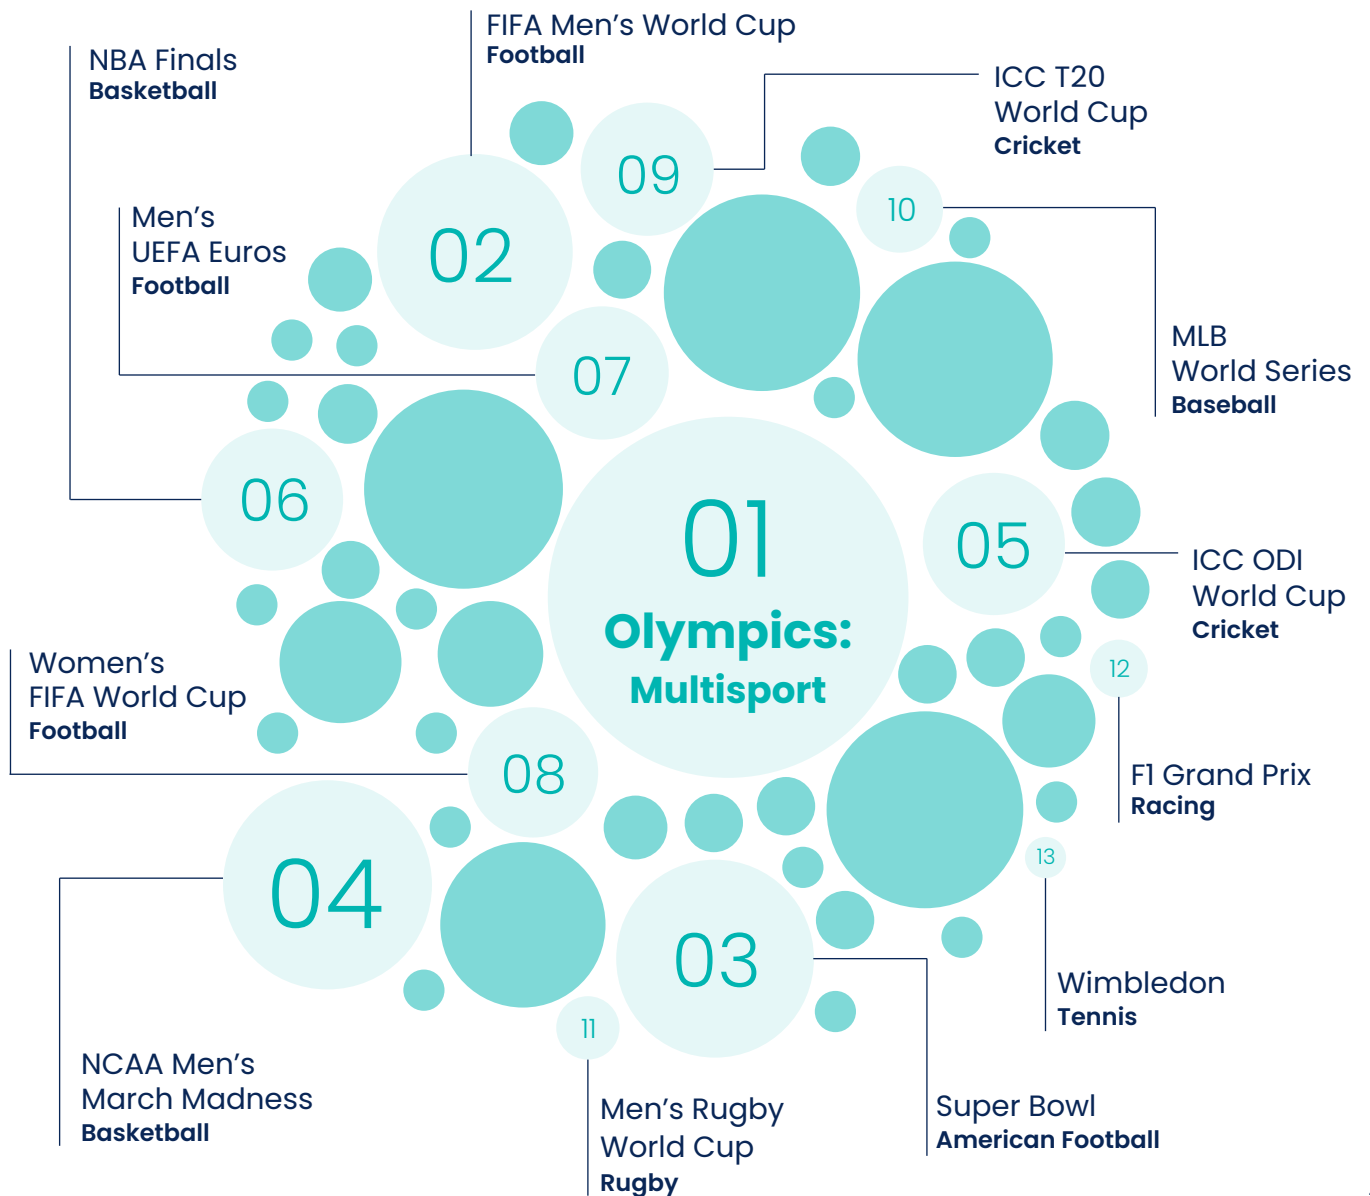 FIFA Men's World Cup
Football
NBA Finals
Basketball
ICC T20
World Cup
Cricket
09
10
Men's
UEFA Euros
Football
02
MLB
World Series
Baseball
07
06
01
Olympics:
Multisport
05
ICC ODI
World Cup
Cricket
Women's
FIFA World Cup
Football
12
08
F1 Grand Prix
Racing
04
13
03
Wimbledon
Tennis
11
NCAA Men's
March Madness
Basketball
Men's Rugby
World Cup
Rugby
Super Bowl
American Football